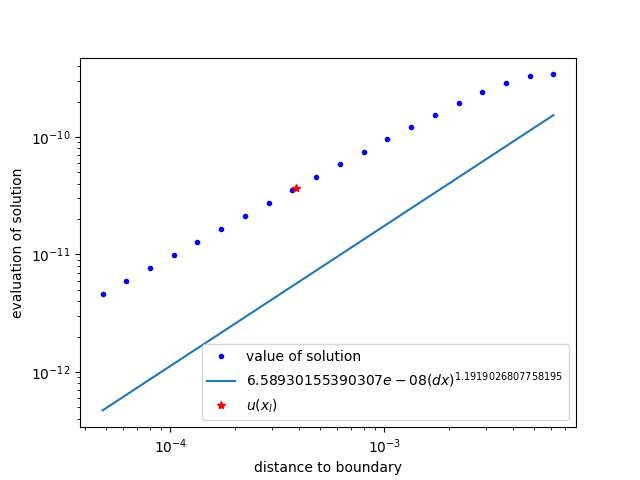 10⁻¹⁰
10⁻¹¹
10⁻¹²
evaluation of solution
value of solution
6.58930155390307e − 08(dx)^1.1919026807758195
u(x_l)
10⁻⁴
10⁻³
distance to boundary